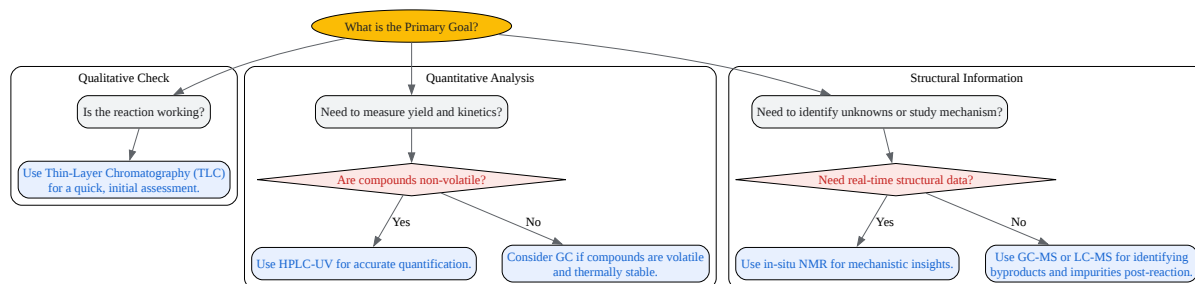 What is the Primary Goal?
Qualitative Check
Is the reaction working?
Use Thin-Layer Chromatography (TLC)
for a quick, initial assessment.
Quantitative Analysis
Need to measure yield and kinetics?
Are compounds non-volatile?
Yes
No
Use HPLC-UV for accurate quantification.
Consider GC if compounds are volatile
and thermally stable.
Structural Information
Need to identify unknowns or study mechanism?
Need real-time structural data?
Yes
No
Use in-situ NMR for mechanistic insights.
Use GC-MS or LC-MS for identifying
byproducts and impurities post-reaction.